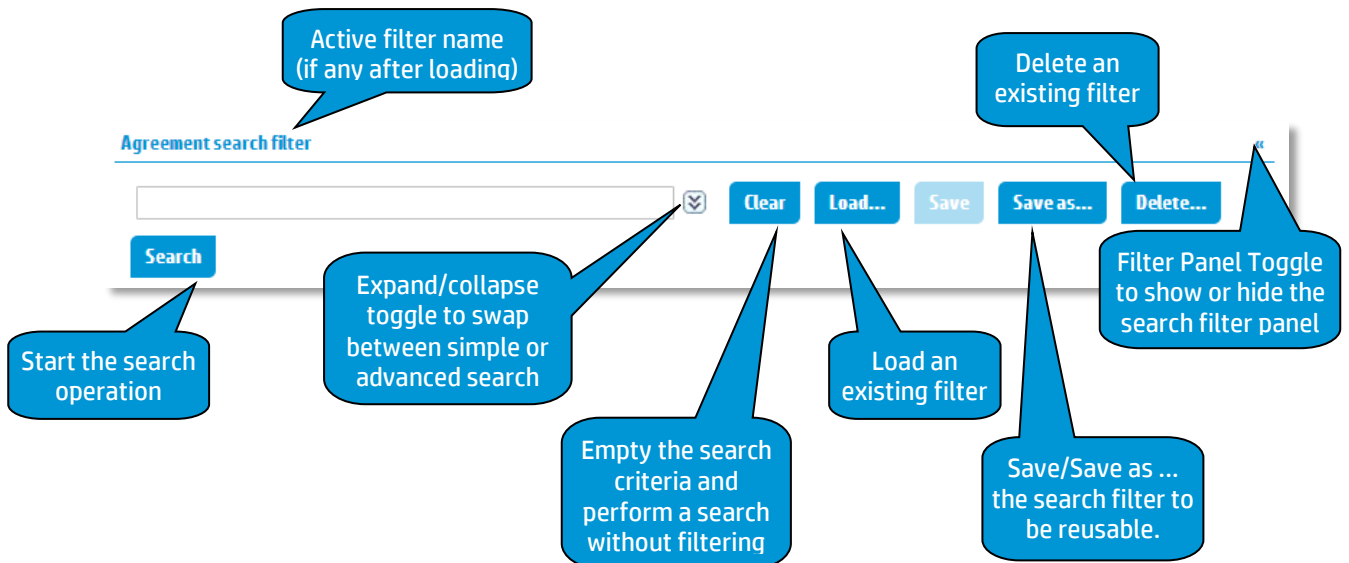 Active filter name
(if any after loading)
Delete an
existing filter
Agreement search filter
«
Clear
Load...
Save
Save as...
Delete...
Search
Start the search
operation
Expand/collapse
toggle to swap
between simple or
advanced search
Empty the search
criteria and
perform a search
without filtering
Load an
existing filter
Save/Save as ...
the search filter to
be reusable.
Filter Panel Toggle
to show or hide the
search filter panel